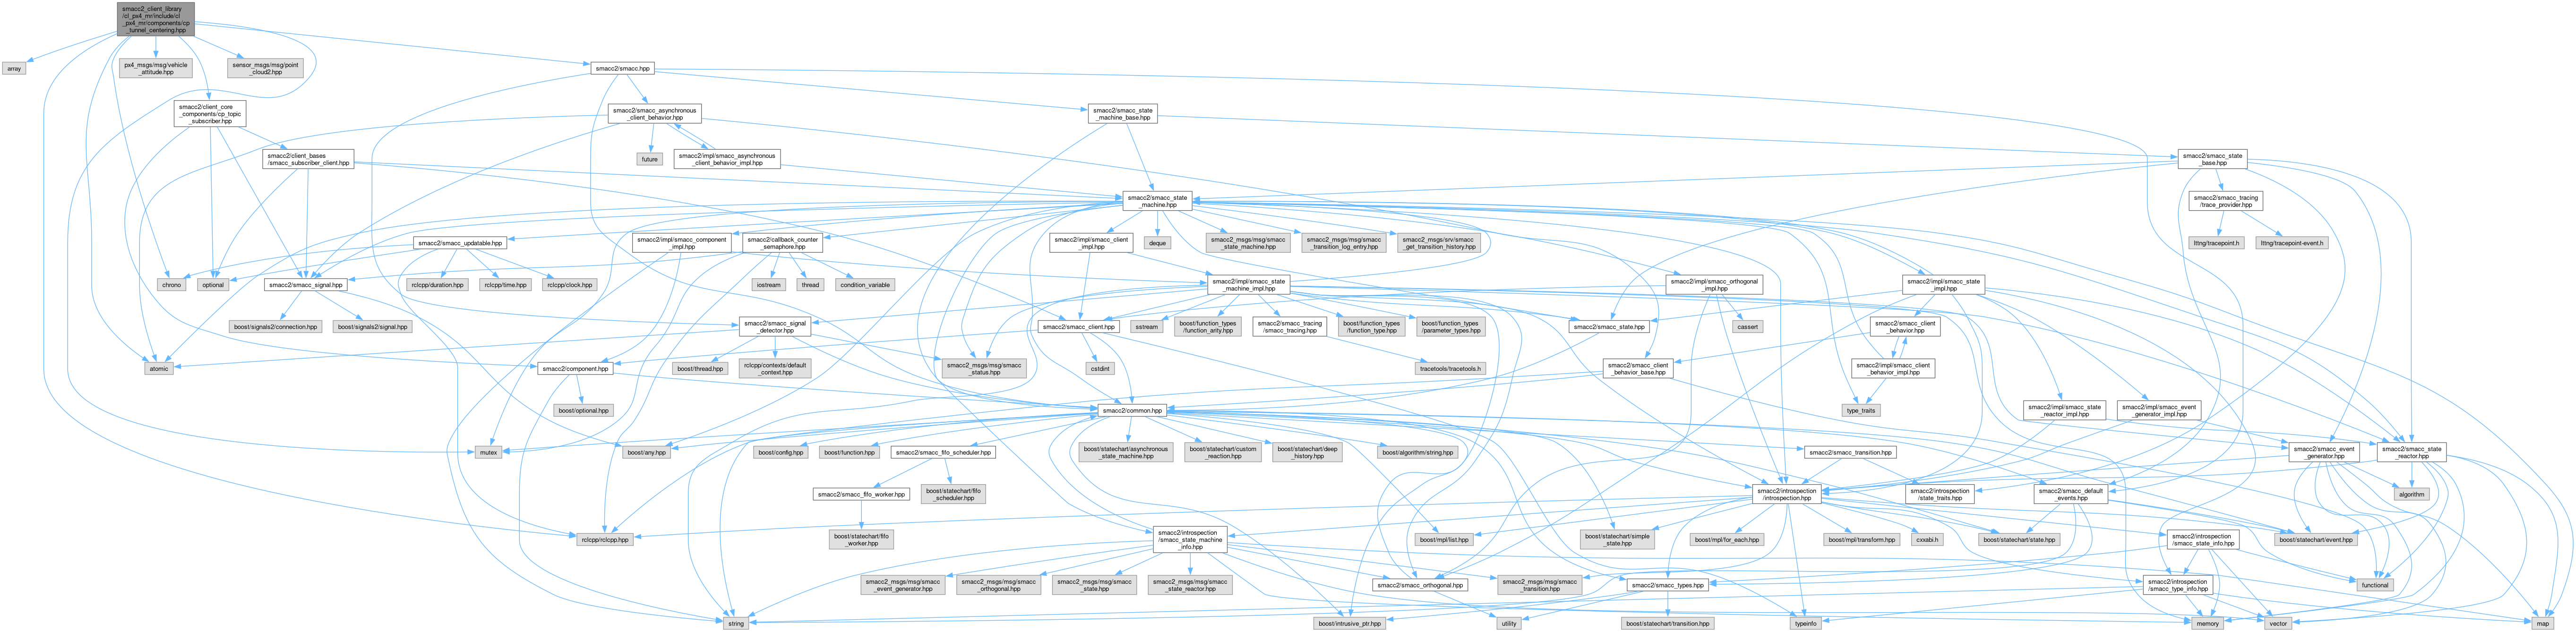 smacc2_client_library
/cl_px4_mr/include/cl
_px4_mr/components/cp
_tunnel_centering.hpp
array
px4_msgs/msg/vehicle
_attitude.hpp
sensor_msgs/msg/point
_cloud2.hpp
smacc2/smacc.hpp
smacc2/client_core
_components/cp_topic
_subscriber.hpp
smacc2/smacc_asynchronous
_client_behavior.hpp
smacc2/smacc_state
_machine_base.hpp
smacc2/client_bases
/smacc_subscriber_client.hpp
future
smacc2/impl/smacc_asynchronous
_client_behavior_impl.hpp
smacc2/smacc_state
_base.hpp
smacc2/smacc_state
_machine.hpp
smacc2/smacc_tracing
/trace_provider.hpp
smacc2/smacc_updatable.hpp
smacc2/impl/smacc_component
_impl.hpp
smacc2/callback_counter
_semaphore.hpp
smacc2/impl/smacc_client
_impl.hpp
deque
smacc2_msgs/msg/smacc
_state_machine.hpp
smacc2_msgs/msg/smacc
_transition_log_entry.hpp
smacc2_msgs/srv/smacc
_get_transition_history.hpp
lttng/tracepoint.h
lttng/tracepoint-event.h
chrono
optional
smacc2/smacc_signal.hpp
rclcpp/duration.hpp
rclcpp/time.hpp
rclcpp/clock.hpp
iostream
thread
condition_variable
smacc2/impl/smacc_state
_machine_impl.hpp
smacc2/impl/smacc_orthogonal
_impl.hpp
smacc2/impl/smacc_state
_impl.hpp
boost/signals2/connection.hpp
boost/signals2/signal.hpp
smacc2/smacc_signal
_detector.hpp
smacc2/smacc_client.hpp
sstream
boost/function_types
/function_arity.hpp
smacc2/smacc_tracing
/smacc_tracing.hpp
boost/function_types
/function_type.hpp
boost/function_types
/parameter_types.hpp
smacc2/smacc_state.hpp
cassert
smacc2/smacc_client
_behavior.hpp
atomic
smacc2/component.hpp
boost/thread.hpp
rclcpp/contexts/default
_context.hpp
smacc2_msgs/msg/smacc
_status.hpp
cstdint
tracetools/tracetools.h
smacc2/smacc_client
_behavior_base.hpp
smacc2/impl/smacc_client
_behavior_impl.hpp
boost/optional.hpp
smacc2/common.hpp
type_traits
smacc2/impl/smacc_state
_reactor_impl.hpp
smacc2/impl/smacc_event
_generator_impl.hpp
mutex
boost/any.hpp
boost/config.hpp
boost/function.hpp
smacc2/smacc_fifo_scheduler.hpp
boost/statechart/asynchronous
_state_machine.hpp
boost/statechart/custom
_reaction.hpp
boost/statechart/deep
_history.hpp
boost/algorithm/string.hpp
smacc2/smacc_transition.hpp
smacc2/smacc_event
_generator.hpp
smacc2/smacc_state
_reactor.hpp
smacc2/smacc_fifo_worker.hpp
boost/statechart/fifo
_scheduler.hpp
smacc2/introspection
/introspection.hpp
smacc2/introspection
/state_traits.hpp
smacc2/smacc_default
_events.hpp
algorithm
rclcpp/rclcpp.hpp
boost/statechart/fifo
_worker.hpp
smacc2/introspection
/smacc_state_machine
_info.hpp
boost/mpl/list.hpp
boost/statechart/simple
_state.hpp
boost/mpl/for_each.hpp
boost/mpl/transform.hpp
cxxabi.h
boost/statechart/state.hpp
smacc2/introspection
/smacc_state_info.hpp
boost/statechart/event.hpp
smacc2_msgs/msg/smacc
_event_generator.hpp
smacc2_msgs/msg/smacc
_orthogonal.hpp
smacc2_msgs/msg/smacc
_state.hpp
smacc2_msgs/msg/smacc
_state_reactor.hpp
smacc2/smacc_orthogonal.hpp
smacc2_msgs/msg/smacc
_transition.hpp
smacc2/smacc_types.hpp
smacc2/introspection
/smacc_type_info.hpp
functional
string
boost/intrusive_ptr.hpp
utility
boost/statechart/transition.hpp
typeinfo
memory
vector
map